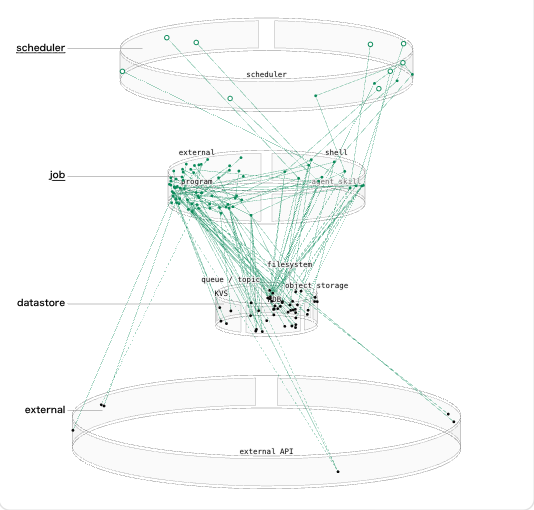 scheduler
scheduler
external
shell
job
program
agent skill
filesystem
queue / topic
object storage
KVS
RDB
datastore
external
external API